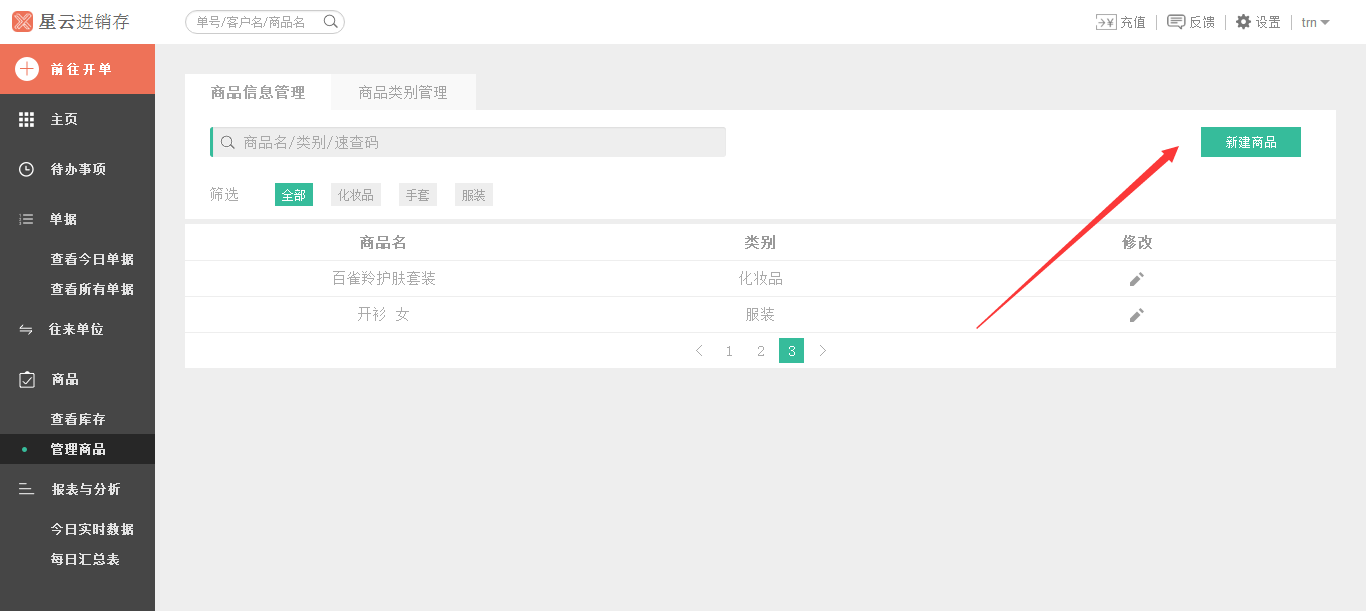 星云进销存
单号/客户名/商品名
充值
反馈
设置
trn
前往开单
主页
待办事项
单据
查看今日单据
查看所有单据
往来单位
商品
查看库存
管理商品
报表与分析
今日实时数据
每日汇总表
商品信息管理
商品类别管理
商品名/类别/速查码
新建商品
筛选 全部 化妆品 手套 服装
商品名 类别 修改
百雀羚护肤套装 化妆品
开衫 女 服装
< 1 2 3 >